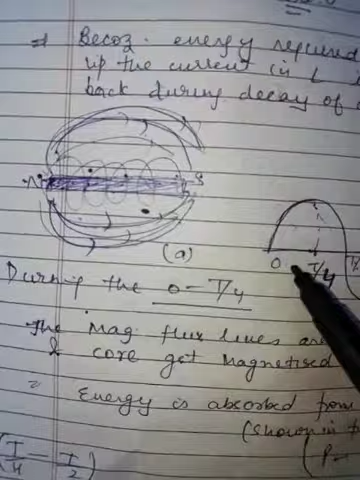 ⇒ Becoz. energy required
up the current in L
back during decay of
N S
(a)
0 T/4
During the 0 - T/4
The mag. flux lines are
& core get magnetised
= Energy is absorbed from
(shown in
(T/4 - T/2)